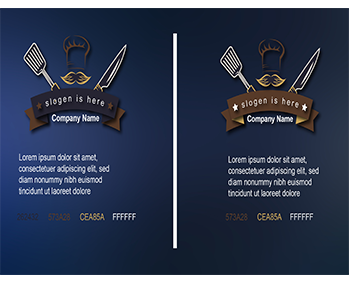 slogen is here
Company Name
Lorem ipsum dolor sit
amet, consectetuer
adipiscing elit, sed diam
nonummy nibh euismod
tincidunt ut laoreet dolore
573A28 CEA85A FFFFFF
slogen is here
Company Name
Lorem ipsum dolor sit
amet, consectetuer
adipiscing elit, sed diam
nonummy nibh euismod
tincidunt ut laoreet dolore
573A28 CEA85A FFFFFF